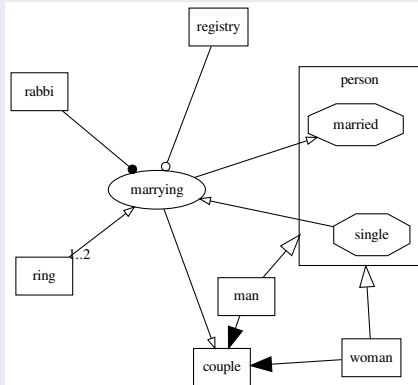 registry
person
rabbi
married
marrying
single
1..2
ring
man
couple
woman